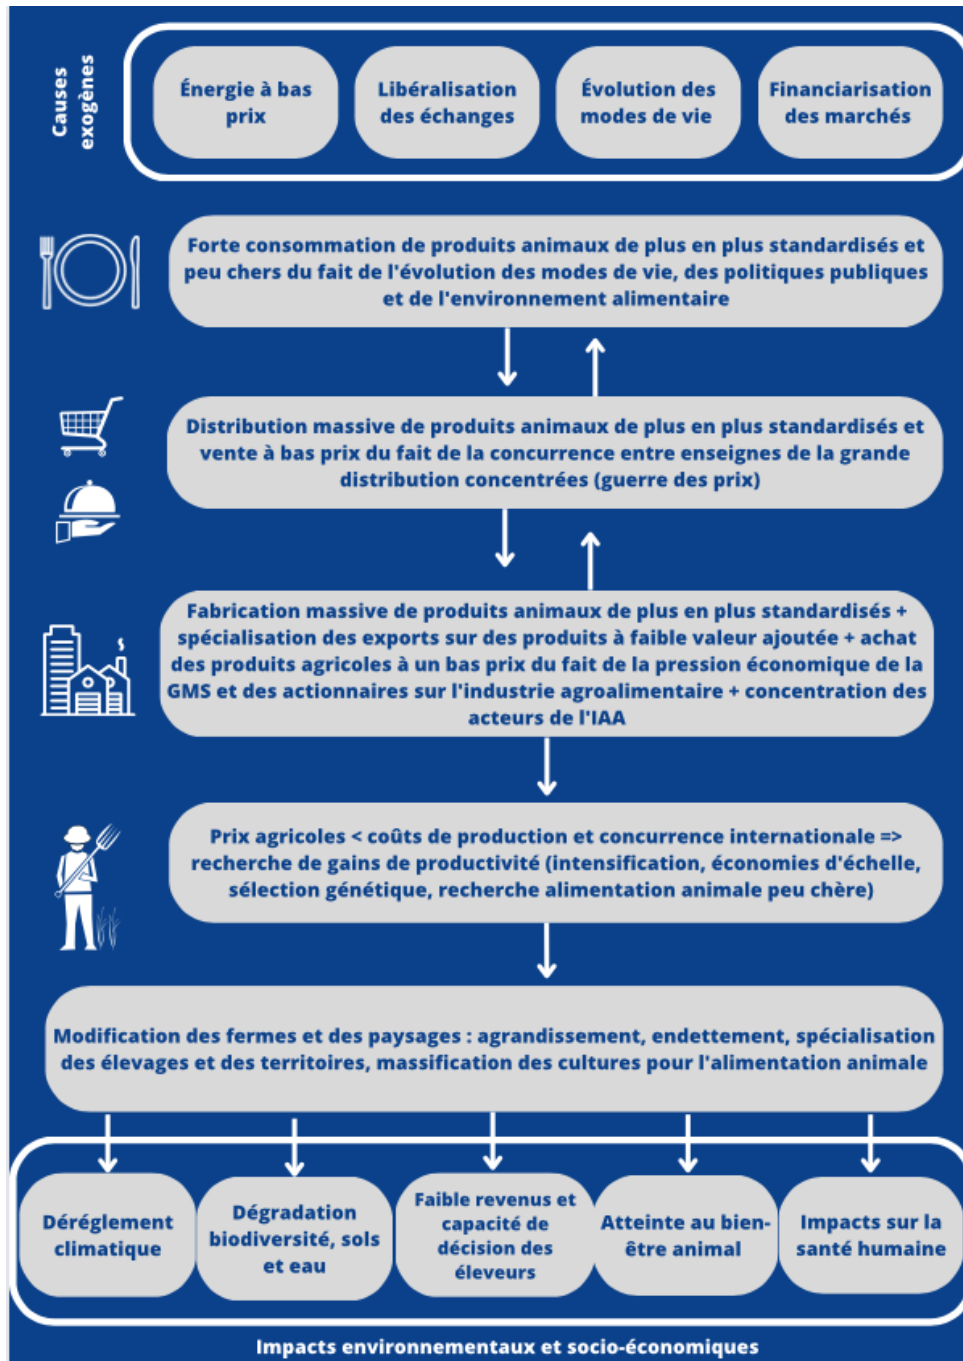 Causes
exogènes
Énergie à bas
prix
Libéralisation
des échanges
Évolution des
modes de vie
Financiarisation
des marchés
Forte consommation de produits animaux de plus en plus standardisés et
peu chers du fait de l'évolution des modes de vie, des politiques publiques
et de l'environnement alimentaire
Distribution massive de produits animaux de plus en plus standardisés et
vente à bas prix du fait de la concurrence entre enseignes de la grande
distribution concentrées (guerre des prix)
Fabrication massive de produits animaux de plus en plus standardisés +
spécialisation des exports sur des produits à faible valeur ajoutée + achat
des produits agricoles à un bas prix du fait de la pression économique de la
GMS et des actionnaires sur l'industrie agroalimentaire + concentration des
acteurs de l'IAA
Prix agricoles < coûts de production et concurrence internationale =>
recherche de gains de productivité (intensification, économies d'échelle,
sélection génétique, recherche alimentation animale peu chère)
Modification des fermes et des paysages : agrandissement, endettement, spécialisation
des élevages et des territoires, massification des cultures pour l'alimentation animale
Déréglement
climatique
Dégradation
biodiversité, sols
et eau
Faible revenus et
capacité de
décision des
éleveurs
Atteinte au bien-
être animal
Impacts sur la
santé humaine
Impacts environnementaux et socio-économiques